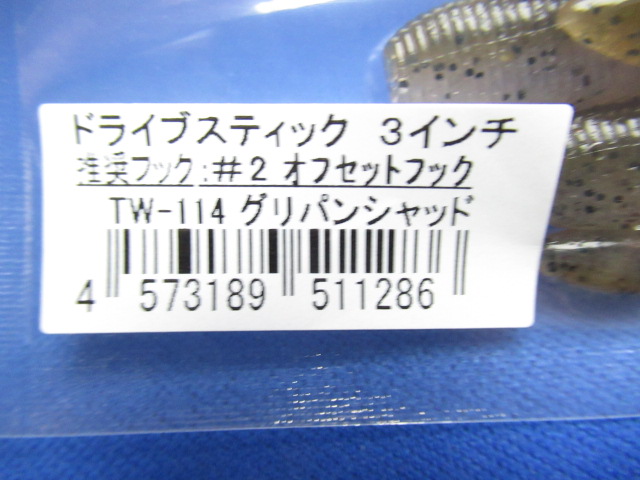 ドライブスティック 3インチ
推奨フック:#2 オフセットフック
TW-114 グリパンシャッド
4 573189 511286